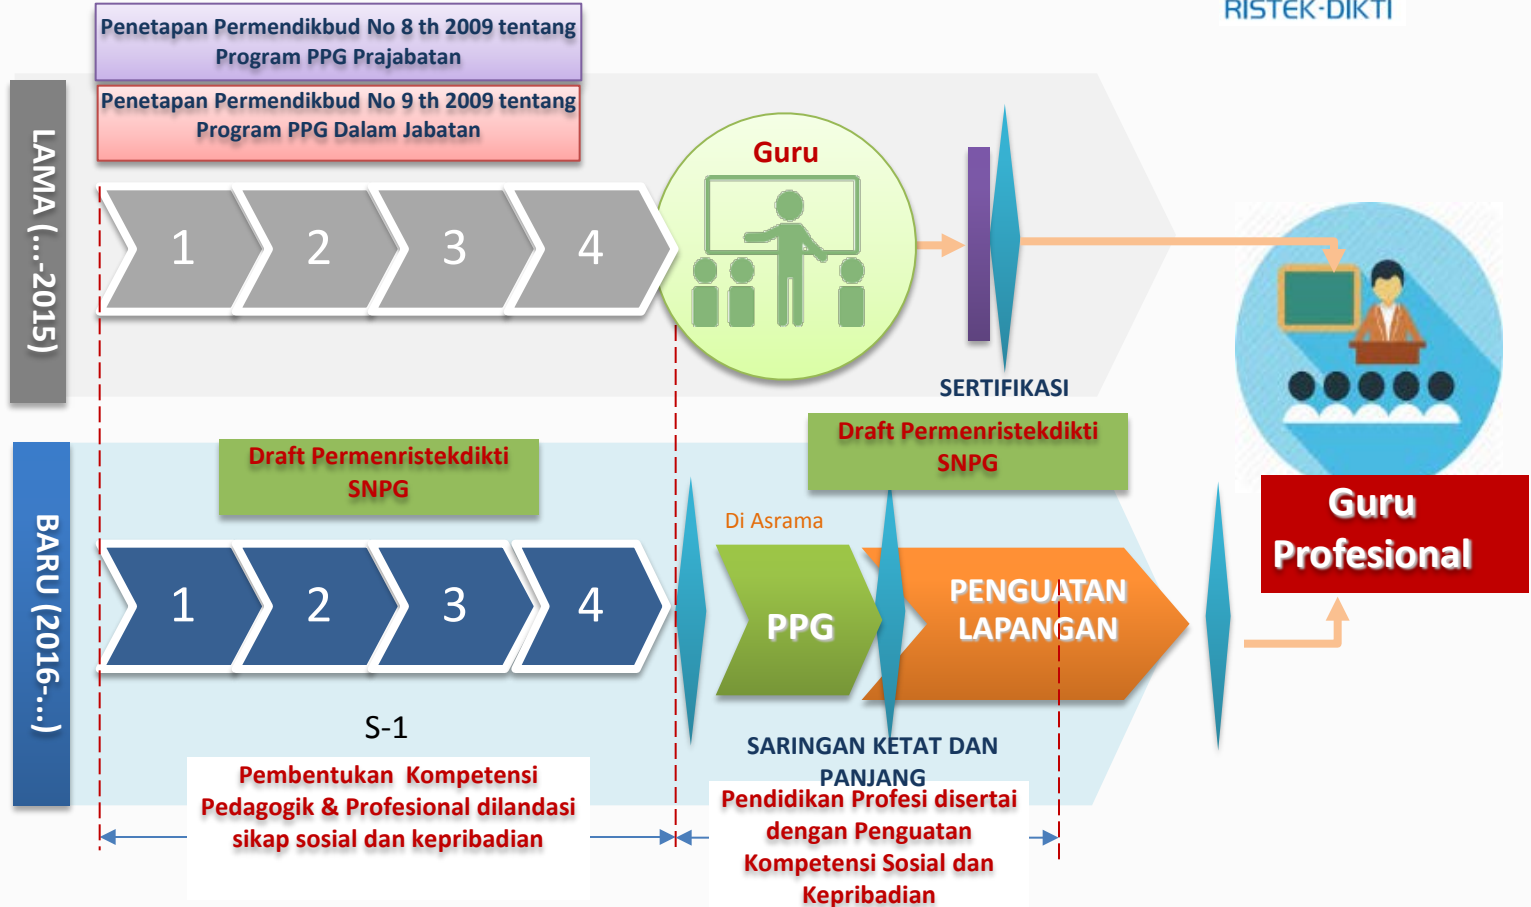 RISTEK-DIKTI
Penetapan Permendikbud No 8 th 2009 tentang
Program PPG Prajabatan
Penetapan Permendikbud No 9 th 2009 tentang
Program PPG Dalam Jabatan
LAMA (...-2015)
1
2
3
4
Guru
SERTIFIKASI
BARU (2016-...)
Draft Permenristekdikti
SNPG
Draft Permenristekdikti
SNPG
1
2
3
4
Di Asrama
PPG
PENGUATAN
LAPANGAN
Guru
Profesional
S-1
Pembentukan Kompetensi
Pedagogik & Profesional dilandasi
sikap sosial dan kepribadian
SARINGAN KETAT DAN
PANJANG
Pendidikan Profesi disertai
dengan Penguatan
Kompetensi Sosial dan
Kepribadian